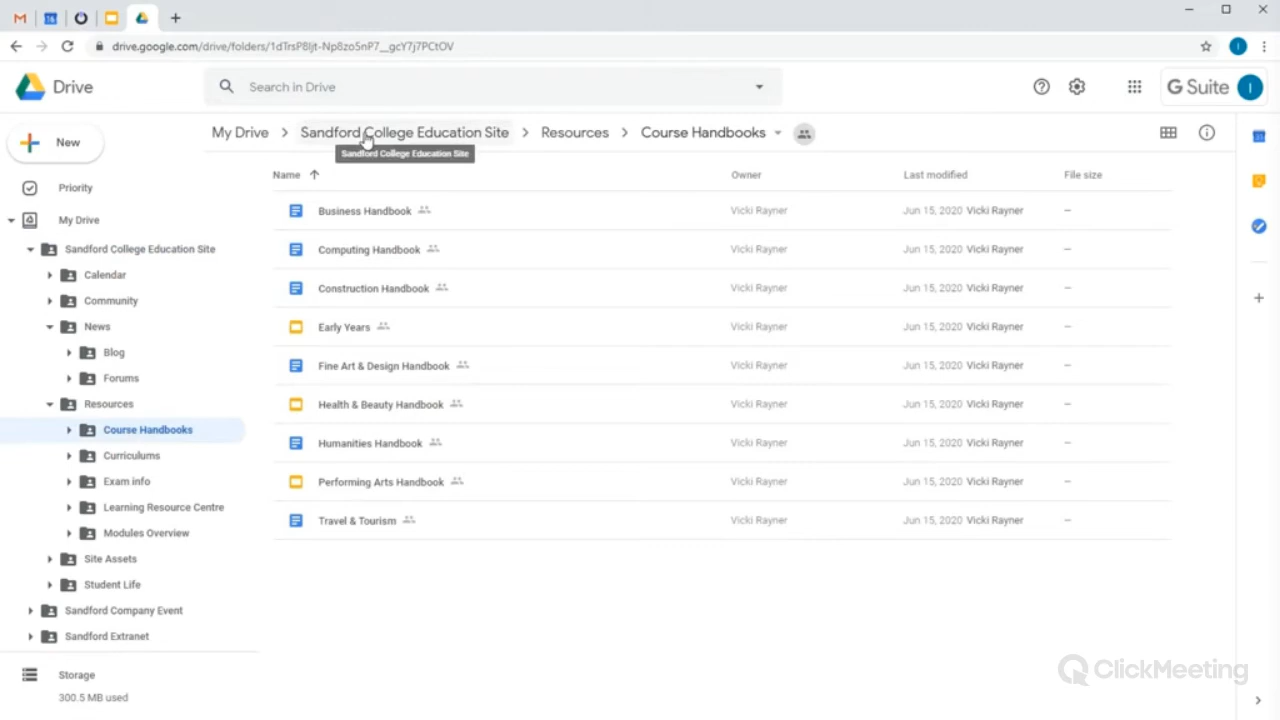 16
drive.google.com/drive/folders/1dTrsP8Ijt-Np8zo5nP7__gcY7j7PCtOV
I
Drive
Search in Drive
G Suite
I
New
My Drive
Sandford College Education Site
Resources
Course Handbooks
Sandford College Education Site
Priority
My Drive
Sandford College Education Site
Calendar
Community
News
Blog
Forums
Resources
Course Handbooks
Curriculums
Exam info
Learning Resource Centre
Modules Overview
Site Assets
Student Life
Sandford Company Event
Sandford Extranet
Storage
300.5 MB used
Name Owner Last modified File size
Business Handbook Vicki Rayner Jun 15, 2020 Vicki Rayner –
Computing Handbook Vicki Rayner Jun 15, 2020 Vicki Rayner –
Construction Handbook Vicki Rayner Jun 15, 2020 Vicki Rayner –
Early Years Vicki Rayner Jun 15, 2020 Vicki Rayner –
Fine Art & Design Handbook Vicki Rayner Jun 15, 2020 Vicki Rayner –
Health & Beauty Handbook Vicki Rayner Jun 15, 2020 Vicki Rayner –
Humanities Handbook Vicki Rayner Jun 15, 2020 Vicki Rayner –
Performing Arts Handbook Vicki Rayner Jun 15, 2020 Vicki Rayner –
Travel & Tourism Vicki Rayner Jun 15, 2020 Vicki Rayner –
ClickMeeting